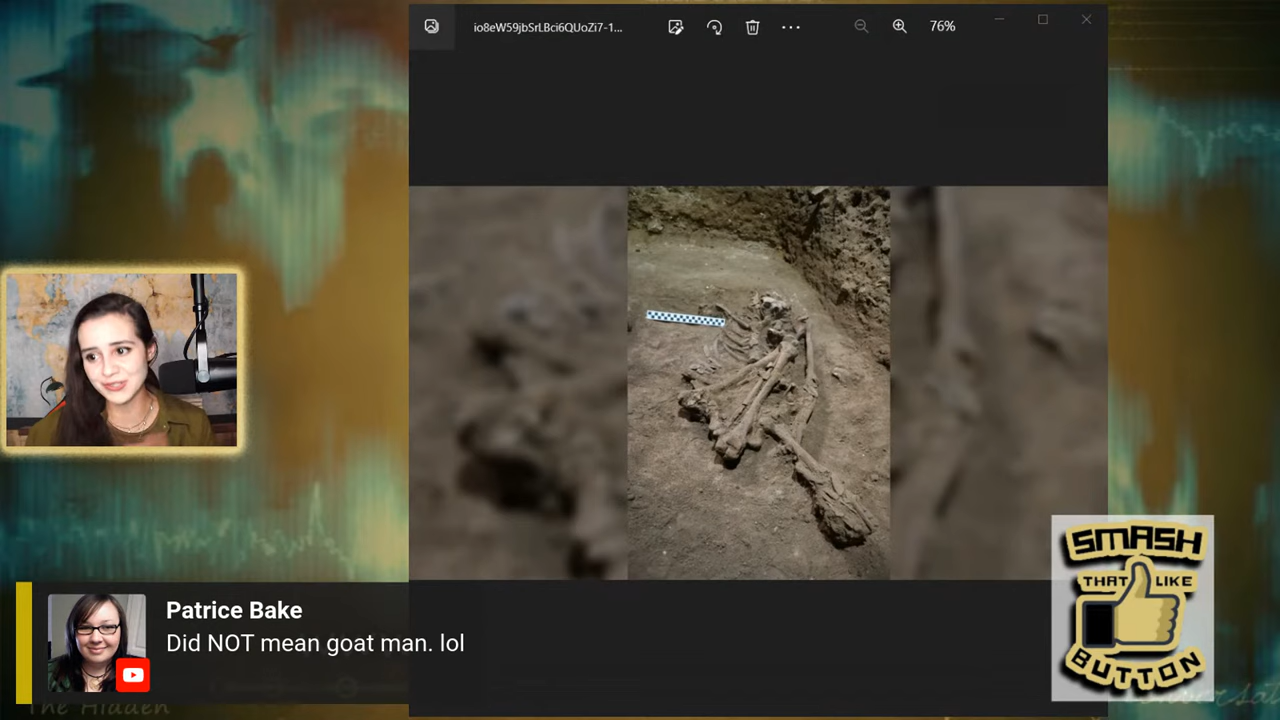 io8eW59jbSrLBci6QUoZi7-1...
76%
Patrice Bake
Did NOT mean goat man. lol
SMASH
THAT LIKE
BUTTON
The Hidden